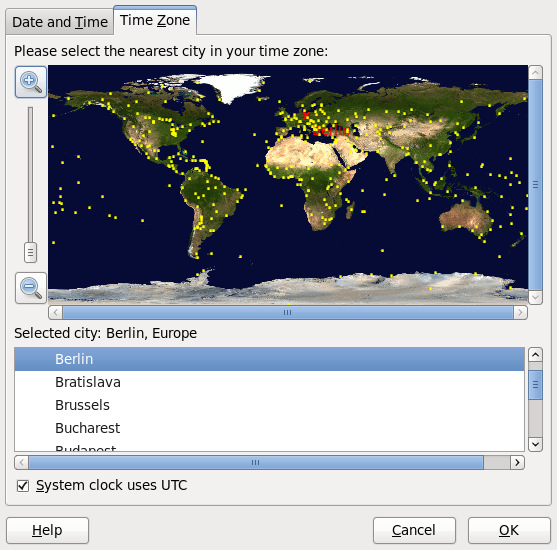 Date and Time
Time Zone
Please select the nearest city in your time zone:
Selected city: Berlin, Europe
Berlin
Bratislava
Brussels
Bucharest
Budapest
System clock uses UTC
Help
Cancel
OK